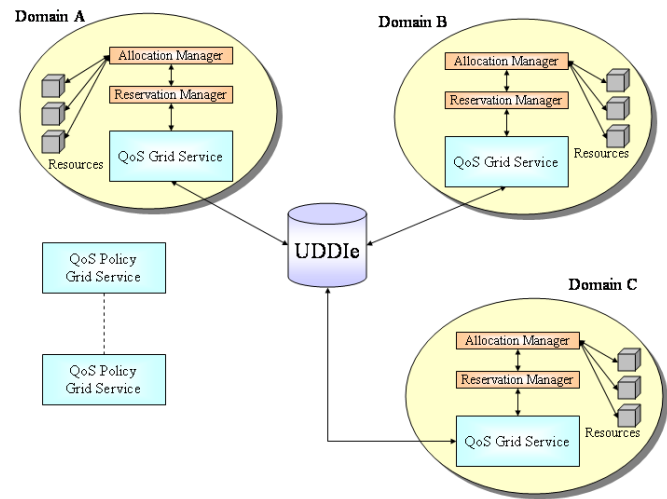 Domain A
Allocation Manager
Reservation Manager
QoS Grid Service
Resources
Domain B
Allocation Manager
Reservation Manager
QoS Grid Service
Resources
UDDIe
QoS Policy
Grid Service
QoS Policy
Grid Service
Domain C
Allocation Manager
Reservation Manager
QoS Grid Service
Resources